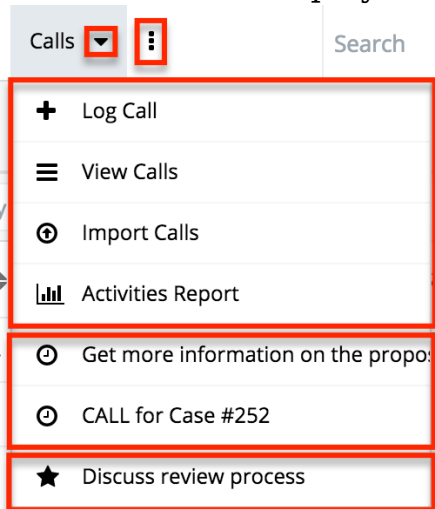 Calls
Search
Log Call
View Calls
Import Calls
Activities Report
Get more information on the propo
CALL for Case #252
Discuss review process